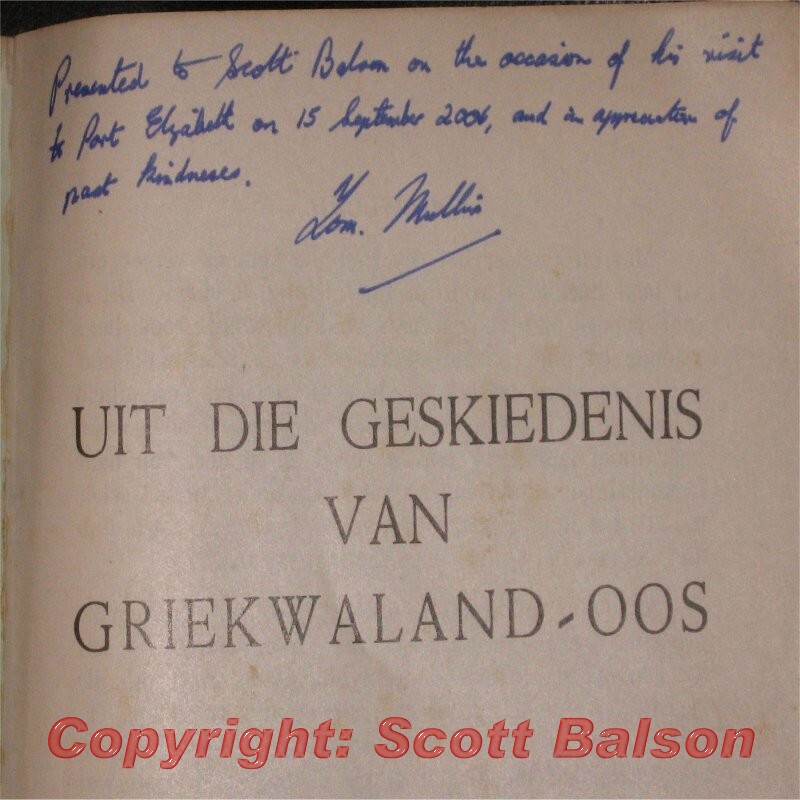 Presented to Scott Balson on the occasion of his visit
to Port Elizabeth on 15 September 2006, and in appreciation of
past kindnesses.
Tom. Mullins
UIT DIE GESKIEDENIS
VAN
GRIEKWALAND-OOS
Copyright: Scott Balson